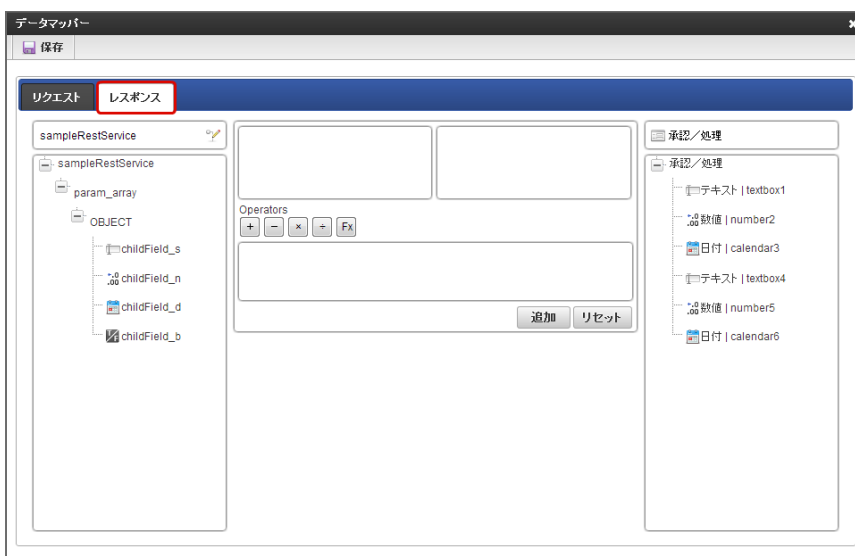 データマッパー
保存
リクエスト
レスポンス
sampleRestService
sampleRestService
param_array
OBJECT
childField_s
childField_n
childField_d
childField_b
Operators
+ − × ÷ Fx
追加 リセット
承認／処理
承認／処理
テキスト | textbox1
数値 | number2
日付 | calendar3
テキスト | textbox4
数値 | number5
日付 | calendar6